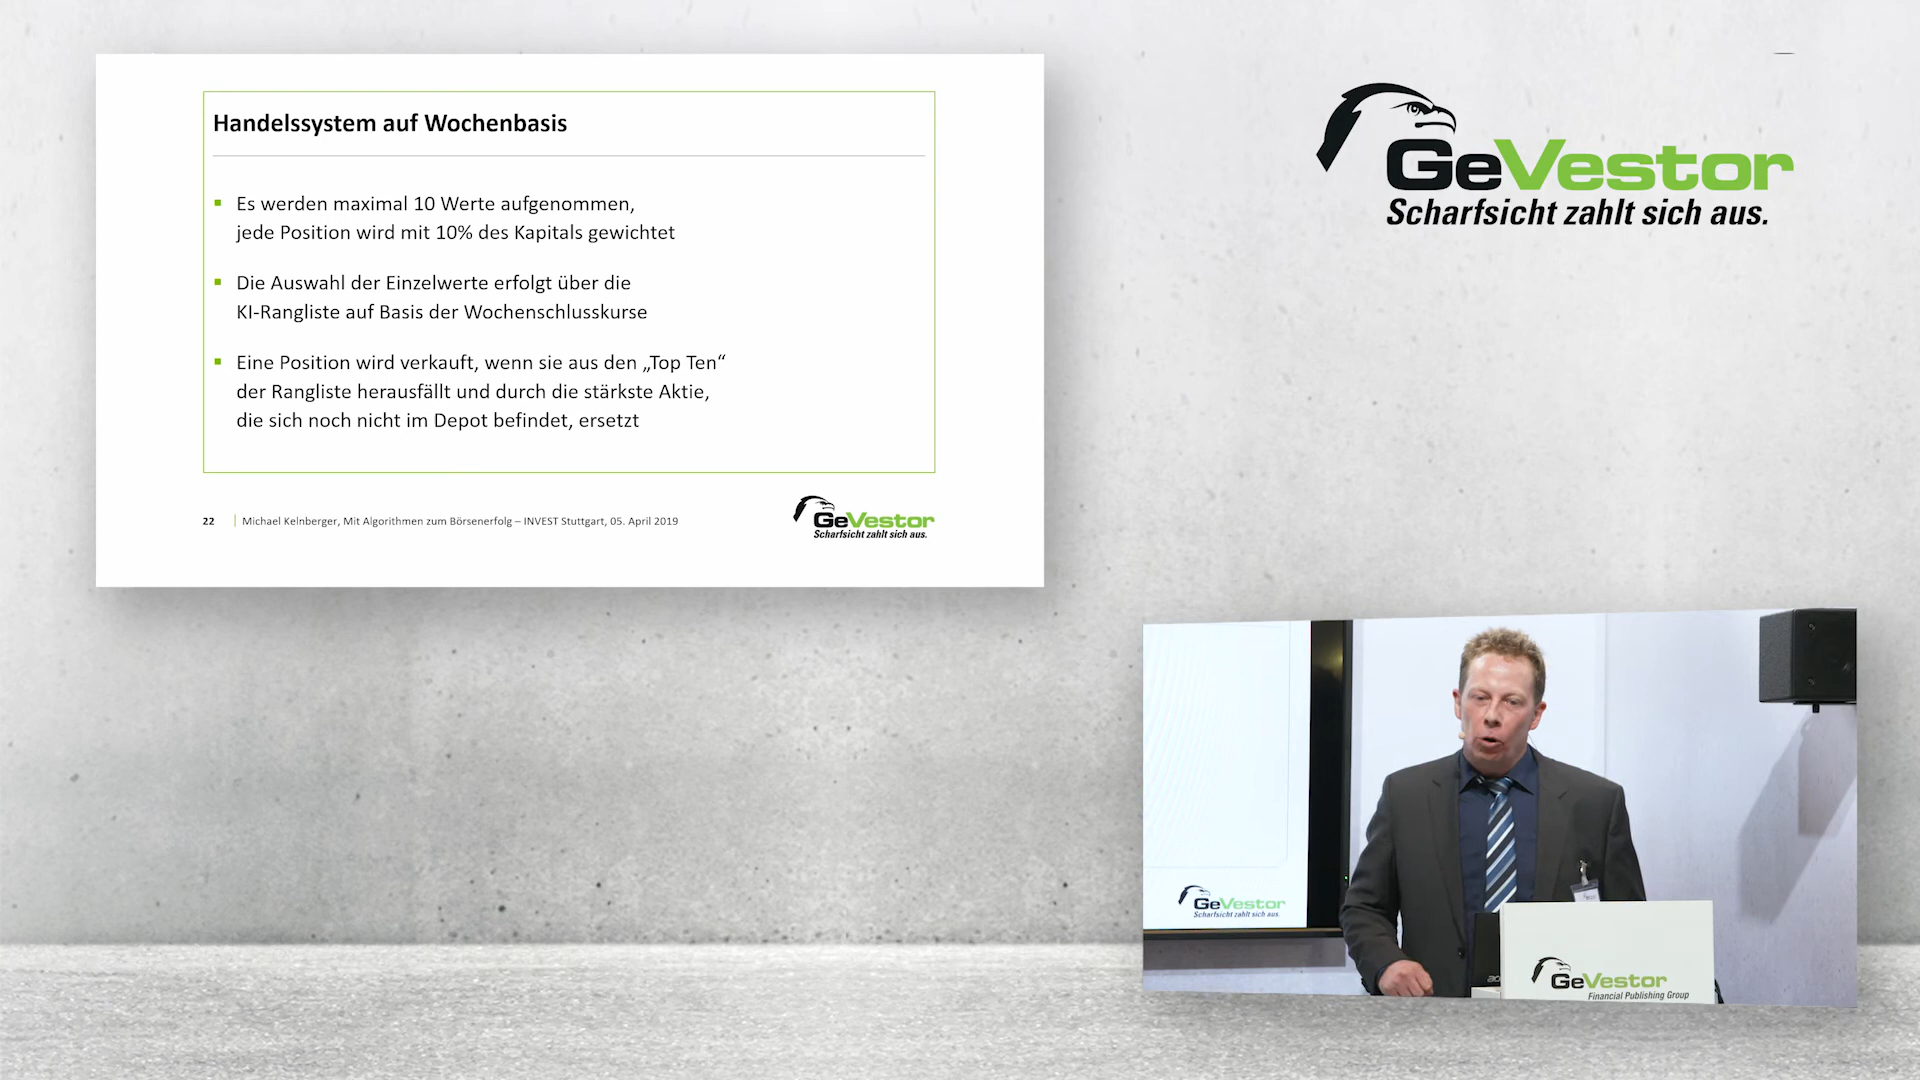 Handelssystem auf Wochenbasis
Es werden maximal 10 Werte aufgenommen,
jede Position wird mit 10% des Kapitals gewichtet
Die Auswahl der Einzelwerte erfolgt über die
KI-Rangliste auf Basis der Wochenschlusskurse
Eine Position wird verkauft, wenn sie aus den „Top Ten“
der Rangliste herausfällt und durch die stärkste Aktie,
die sich noch nicht im Depot befindet, ersetzt
22 Michael Kelnberger, Mit Algorithmen zum Börsenerfolg – INVEST Stuttgart, 05. April 2019
GeVestor
Scharfsicht zahlt sich aus.
GeVestor
Scharfsicht zahlt sich aus.
GeVestor
Scharfsicht zahlt sich aus.
GeVestor
Financial Publishing Group